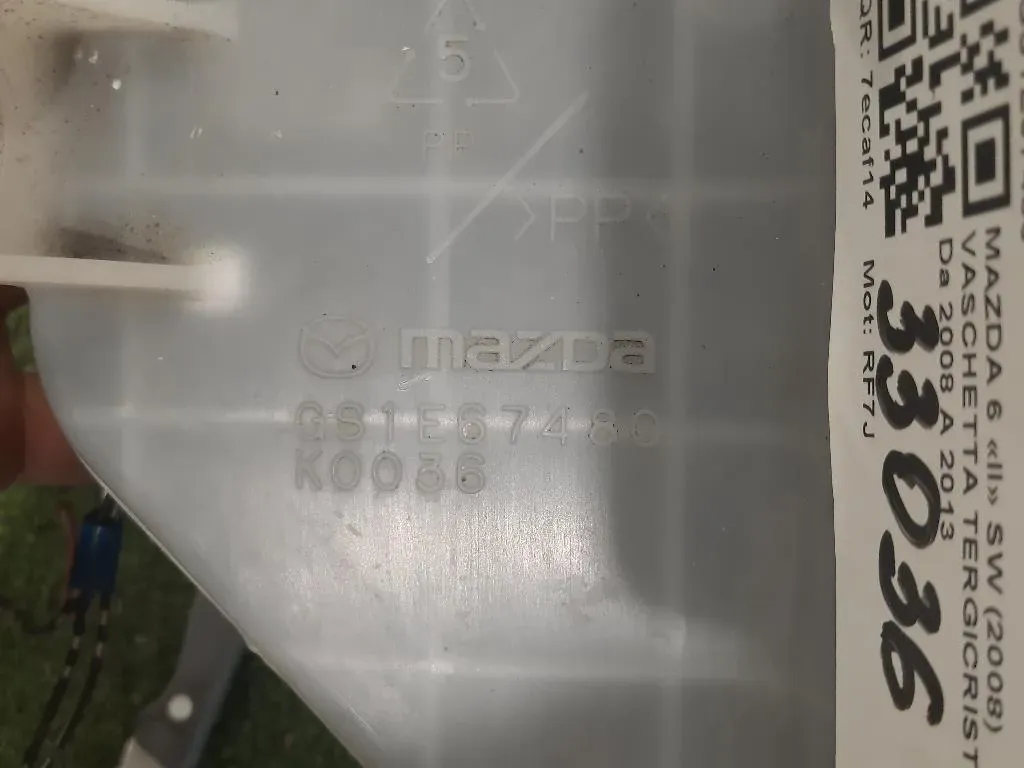 5
PP
>PP<
mazda
GS1E67480
K0056
MAZDA 6 «II» SW (2008)
VASCHETTA TERGICRIST
Da 2008 A 2013
33036
QR: 7ecaf14 Mot: RF7J